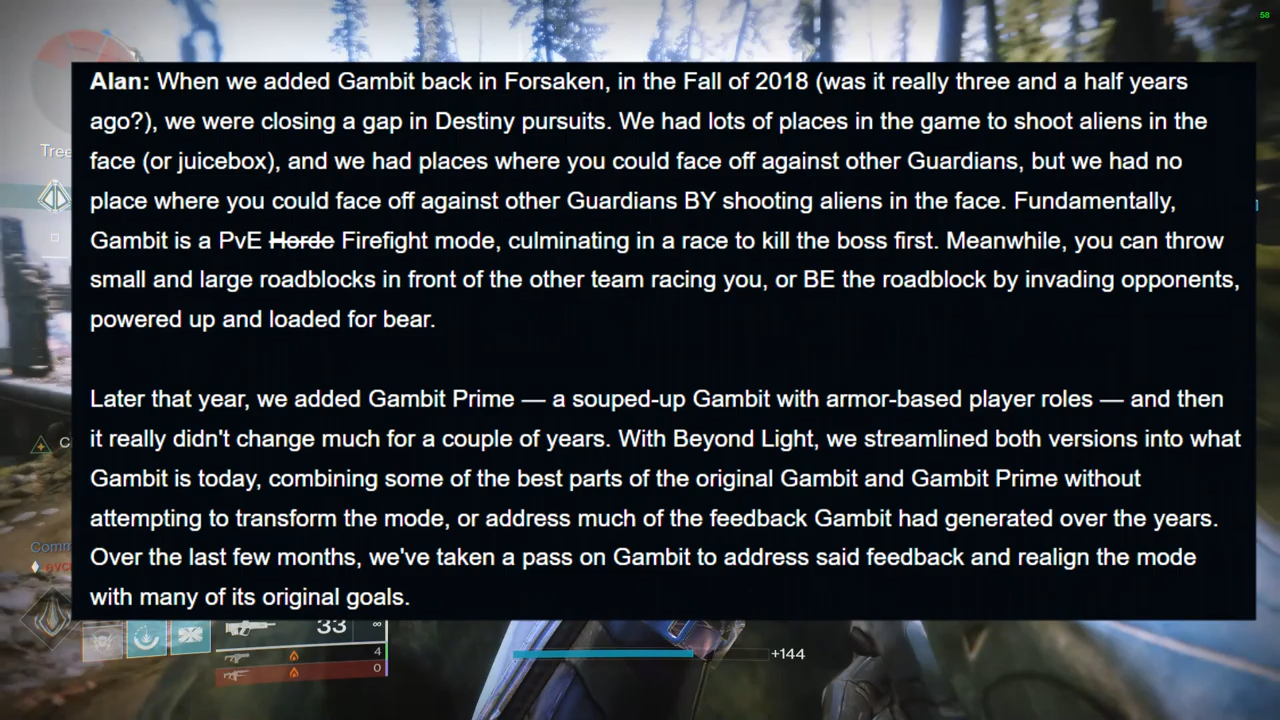 58
Alan: When we added Gambit back in Forsaken, in the Fall of 2018 (was it really three and a half years
ago?), we were closing a gap in Destiny pursuits. We had lots of places in the game to shoot aliens in the
face (or juicebox), and we had places where you could face off against other Guardians, but we had no
place where you could face off against other Guardians BY shooting aliens in the face. Fundamentally,
Gambit is a PvE Horde Firefight mode, culminating in a race to kill the boss first. Meanwhile, you can throw
small and large roadblocks in front of the other team racing you, or BE the roadblock by invading opponents,
powered up and loaded for bear.
Later that year, we added Gambit Prime — a souped-up Gambit with armor-based player roles — and then
it really didn't change much for a couple of years. With Beyond Light, we streamlined both versions into what
Gambit is today, combining some of the best parts of the original Gambit and Gambit Prime without
attempting to transform the mode, or address much of the feedback Gambit had generated over the years.
Over the last few months, we've taken a pass on Gambit to address said feedback and realign the mode
with many of its original goals.
Tree
C
Comm
33 ∞
4
0
+144